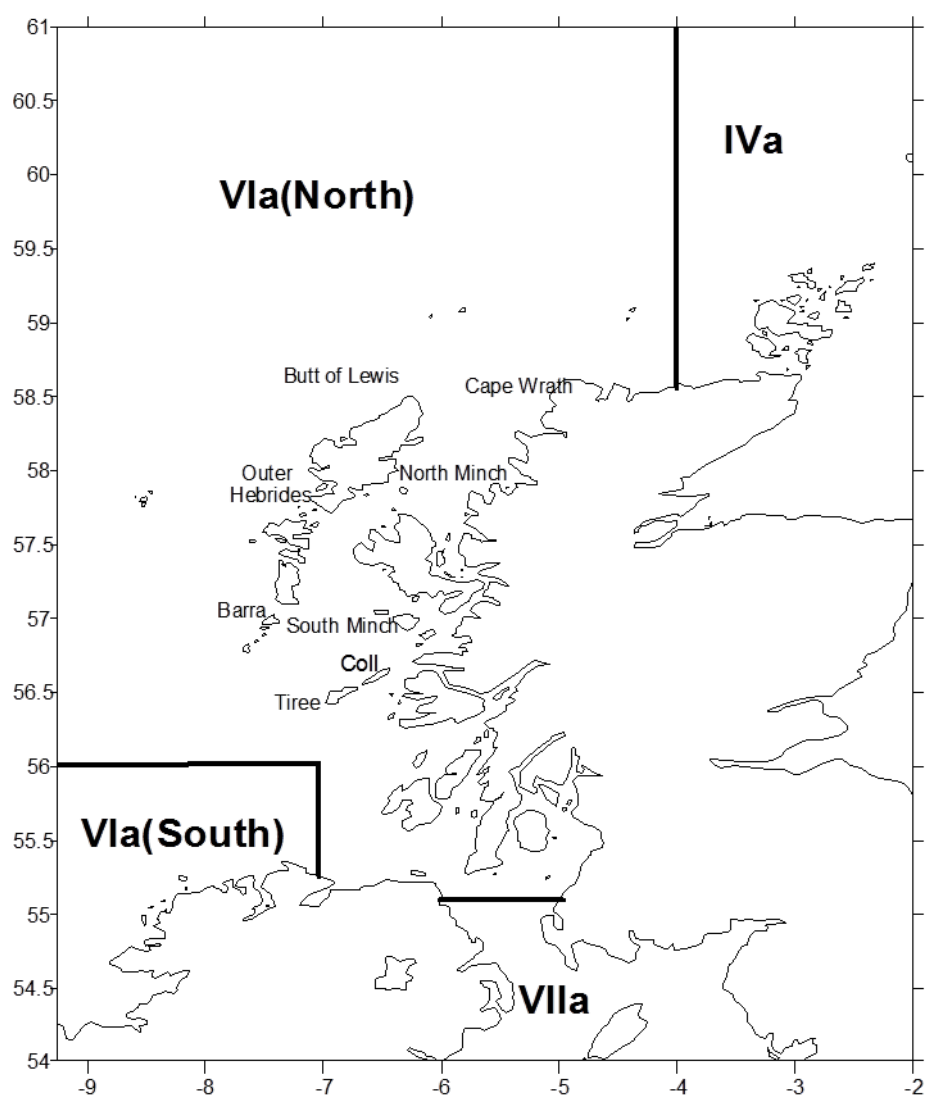 61
60.5
IVa
60
VIa(North)
59.5
59
Butt of Lewis
Cape Wrath
58.5
58
Outer
Hebrides
North Minch
57.5
Barra
57
South Minch
Coll
56.5
Tiree
56
VIa(South)
55.5
55
54.5
VIIa
54
-9 -8 -7 -6 -5 -4 -3 -2